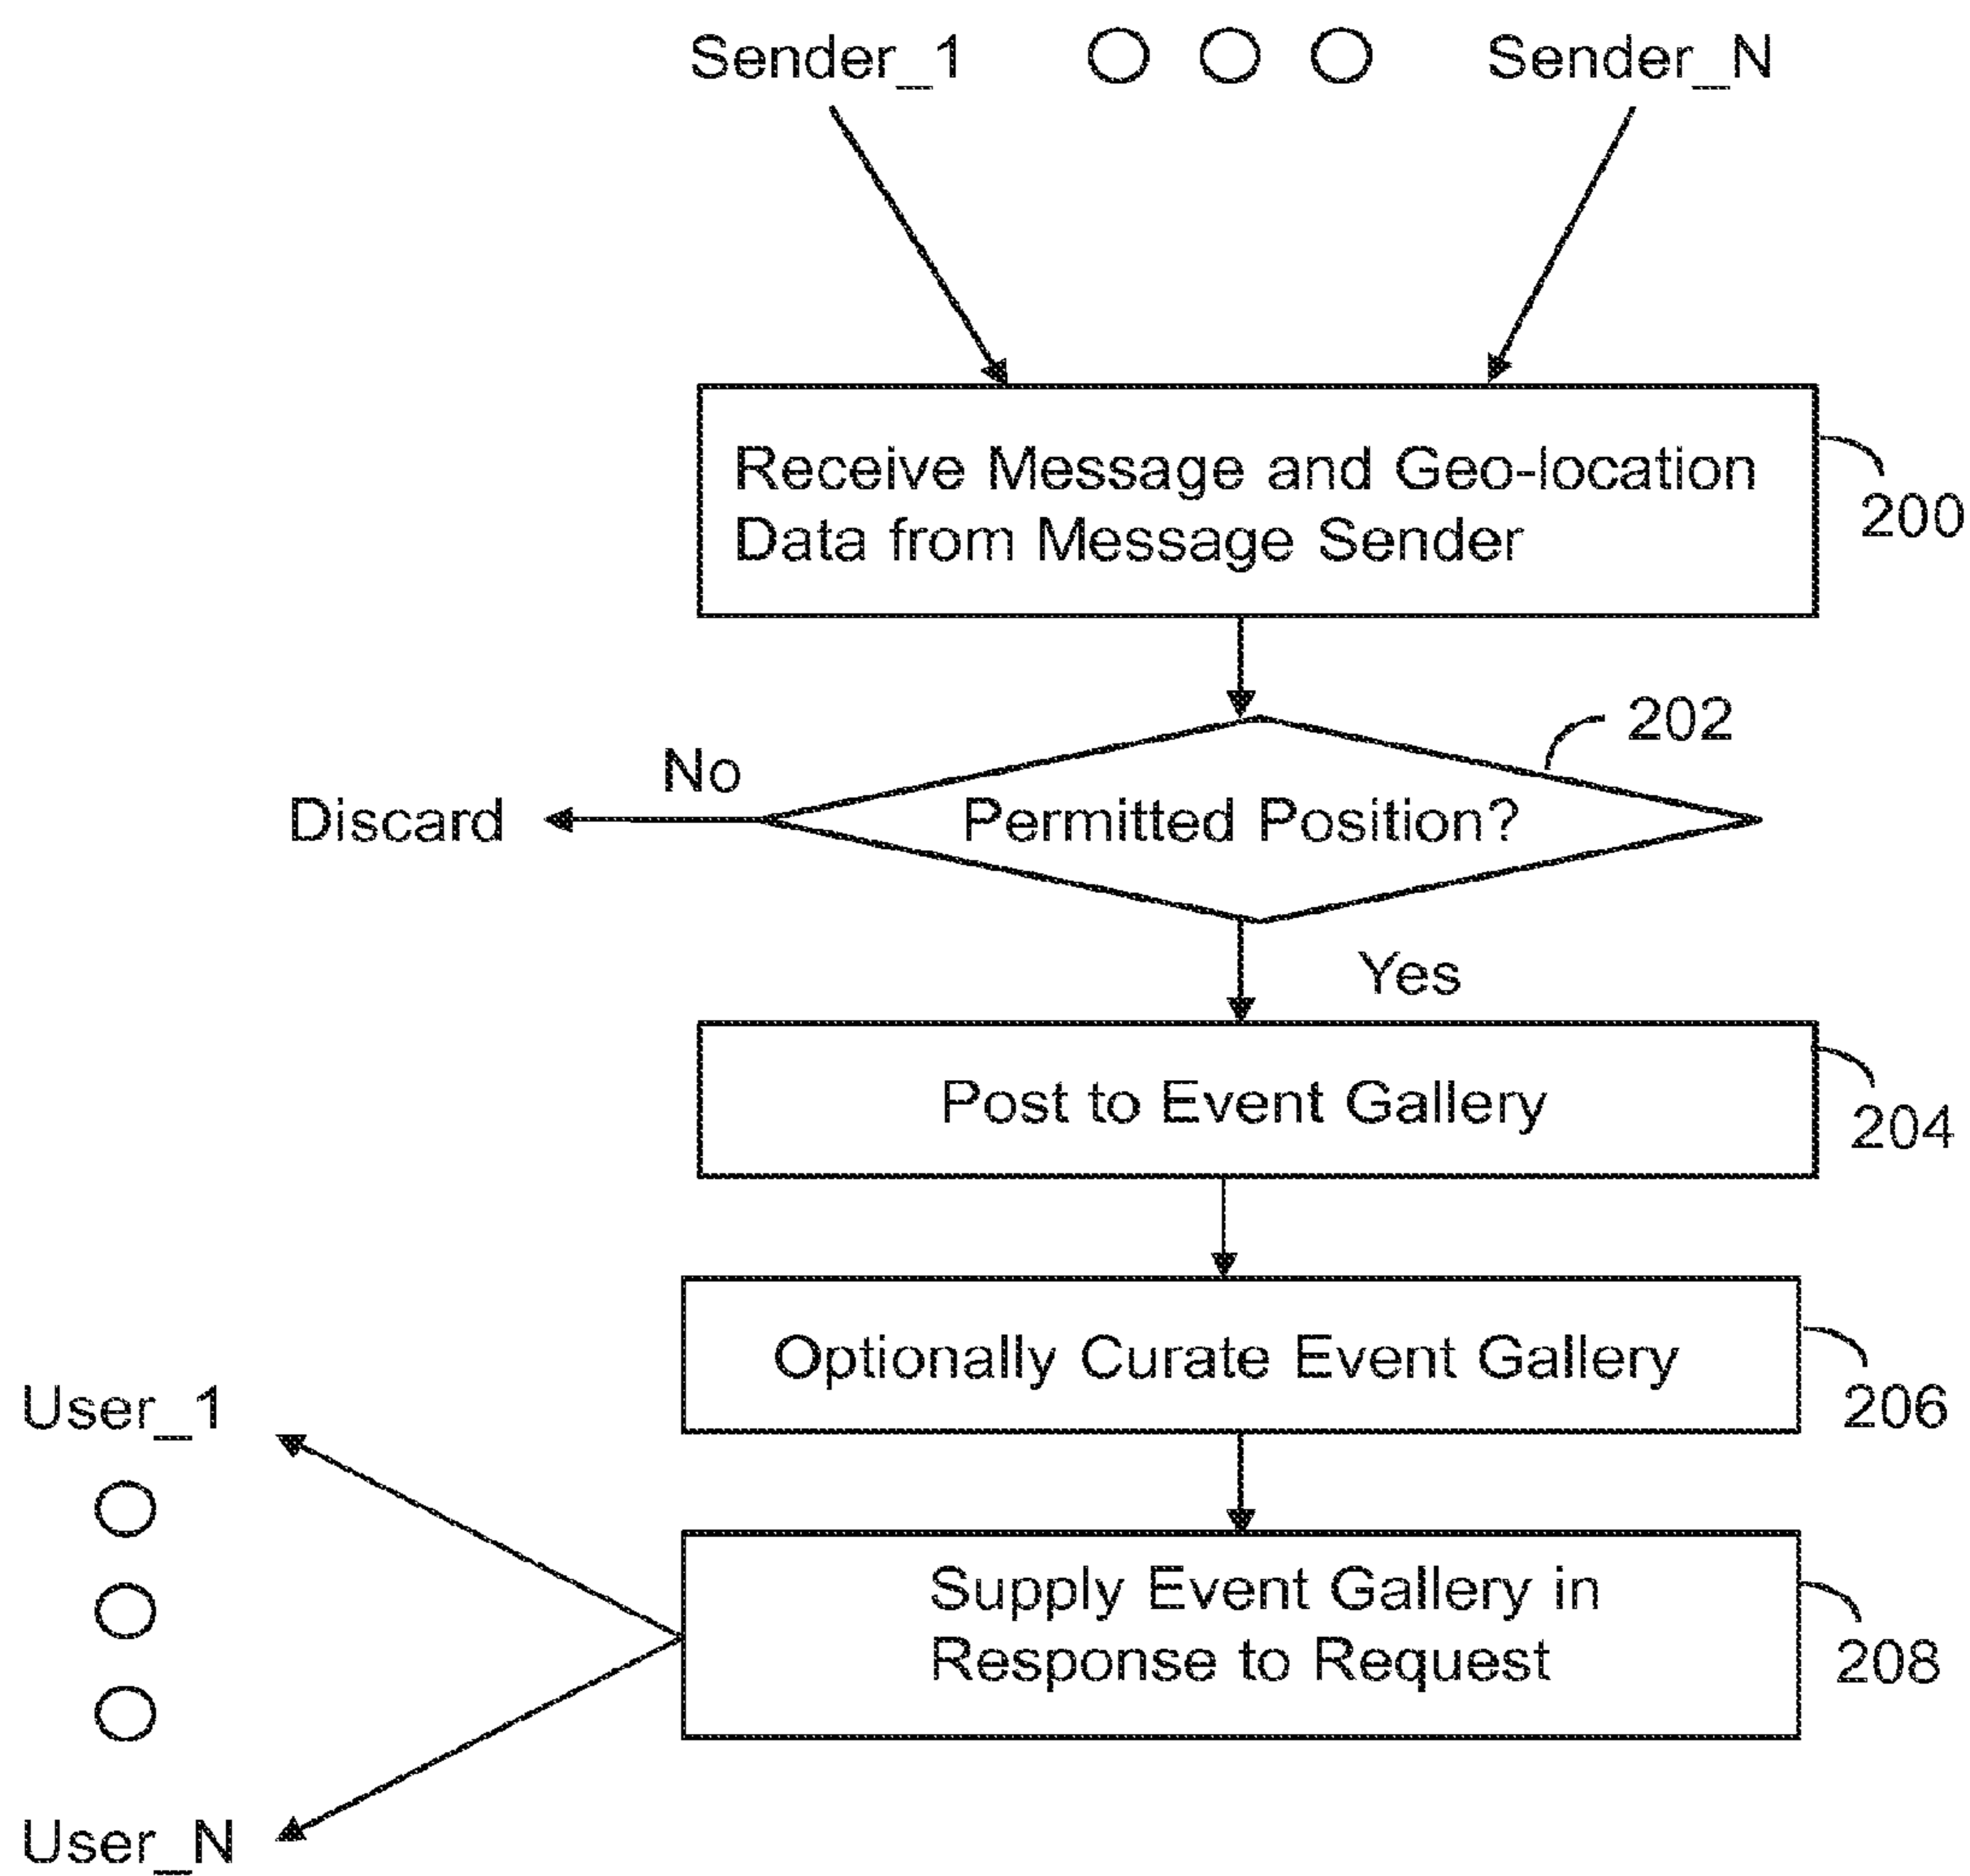 Sender_1 Sender_N
Receive Message and Geo-location
Data from Message Sender
200
202
No
Discard
Permitted Position?
Yes
Post to Event Gallery
204
Optionally Curate Event Gallery
206
User_1
Supply Event Gallery in
Response to Request
208
User_N